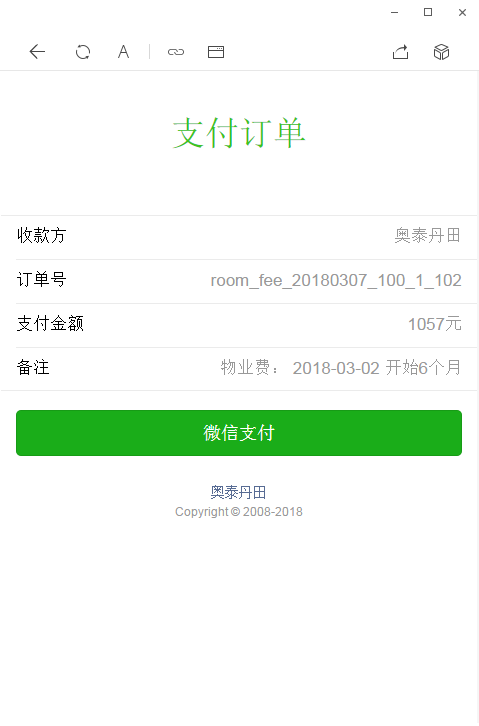 支付订单
收款方 奥泰丹田
订单号 room_fee_20180307_100_1_102
支付金额 1057元
备注 物业费： 2018-03-02 开始6个月
微信支付
奥泰丹田
Copyright © 2008-2018